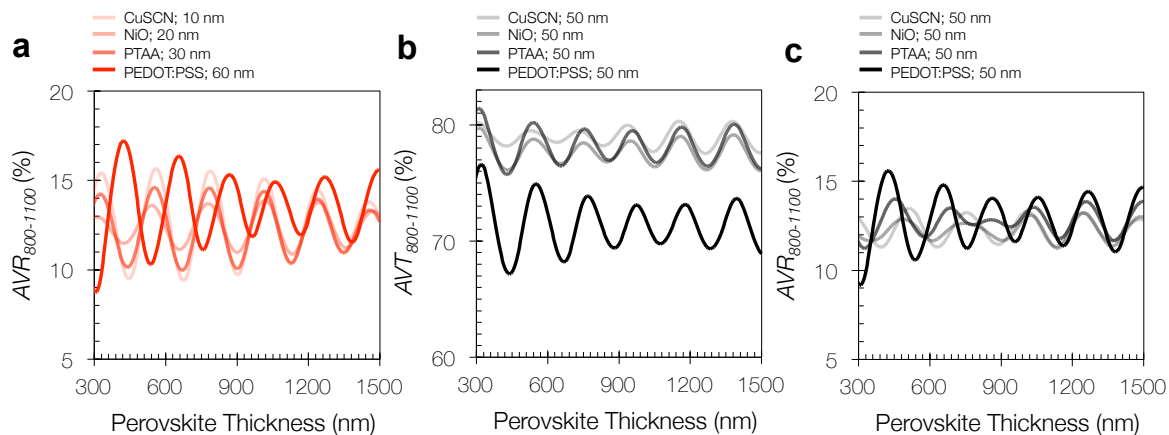 a
CuSCN; 10 nm
NiO; 20 nm
PTAA; 30 nm
PEDOT:PSS; 60 nm
20
15
10
5
AVR800-1100 (%)
300 600 900 1200 1500
Perovskite Thickness (nm)
b
CuSCN; 50 nm
NiO; 50 nm
PTAA; 50 nm
PEDOT:PSS; 50 nm
80
70
60
AVT800-1100 (%)
300 600 900 1200 1500
Perovskite Thickness (nm)
c
CuSCN; 50 nm
NiO; 50 nm
PTAA; 50 nm
PEDOT:PSS; 50 nm
20
15
10
5
AVR800-1100 (%)
300 600 900 1200 1500
Perovskite Thickness (nm)